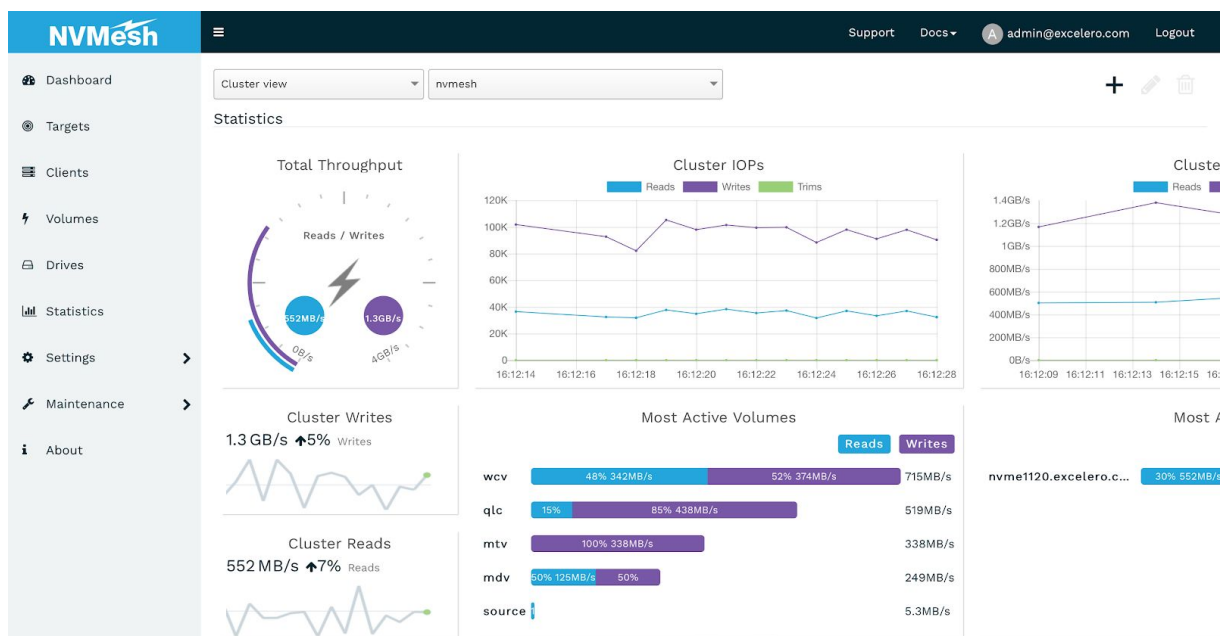 NVMesh
Support Docs A admin@excelero.com Logout
Dashboard
Targets
Clients
Volumes
Drives
Statistics
Settings
Maintenance
About
Cluster view nvmesh
Statistics
Total Throughput
Reads / Writes
552MB/s 1.3GB/s
0B/s 4GB/s
Cluster IOPs
Reads Writes Trims
120K
100K
80K
60K
40K
20K
0
16:12:14 16:12:16 16:12:18 16:12:20 16:12:22 16:12:24 16:12:26 16:12:28
Cluste
Reads
1.4GB/s
1.2GB/s
1GB/s
800MB/s
600MB/s
400MB/s
200MB/s
0B/s
16:12:09 16:12:11 16:12:13 16:12:15 16:
Cluster Writes
1.3 GB/s 5% Writes
Cluster Reads
552 MB/s 7% Reads
Most Active Volumes
Reads Writes
wcv 48% 342MB/s 52% 374MB/s 715MB/s
qlc 15% 85% 438MB/s 519MB/s
mtv 100% 338MB/s 338MB/s
mdv 50% 125MB/s 50% 249MB/s
source 5.3MB/s
Most A
nvme1120.excelero.c... 30% 552MB/s